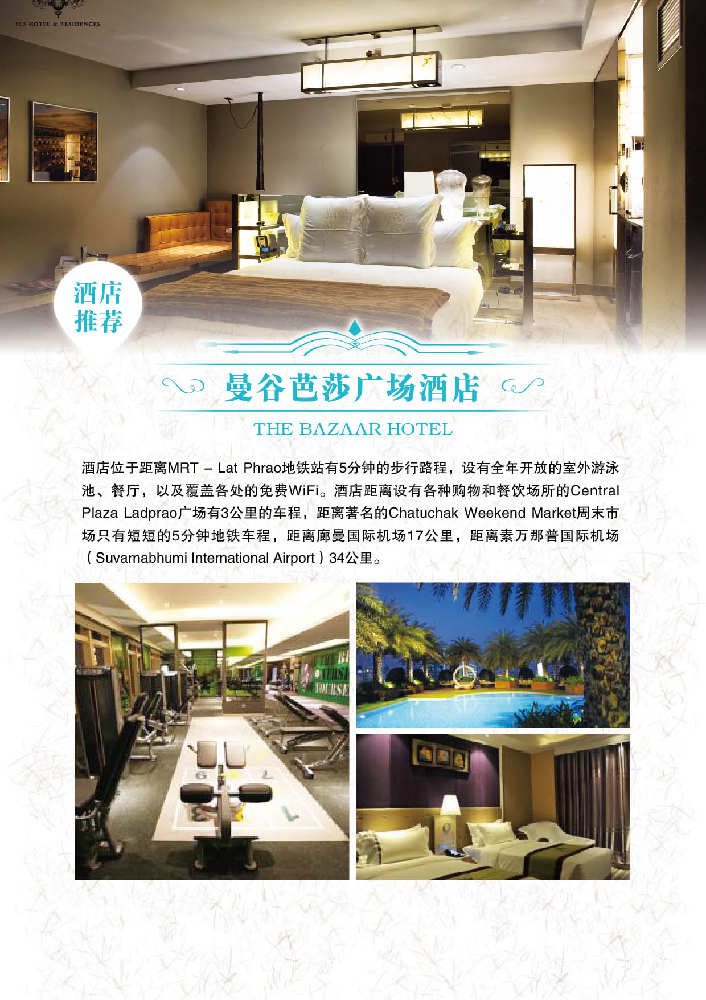 SLS HOTEL & RESIDENCES
酒店
推荐
曼谷芭莎广场酒店
THE BAZAAR HOTEL
酒店位于距离MRT – Lat Phrao地铁站有5分钟的步行路程，设有全年开放的室外游泳
池、餐厅，以及覆盖各处的免费WiFi。酒店距离设有各种购物和餐饮场所的Central
Plaza Ladprao广场有3公里的车程，距离著名的Chatuchak Weekend Market周末市
场只有短短的5分钟地铁车程，距离廊曼国际机场17公里，距离素万那普国际机场
（Suvarnabhumi International Airport）34公里。